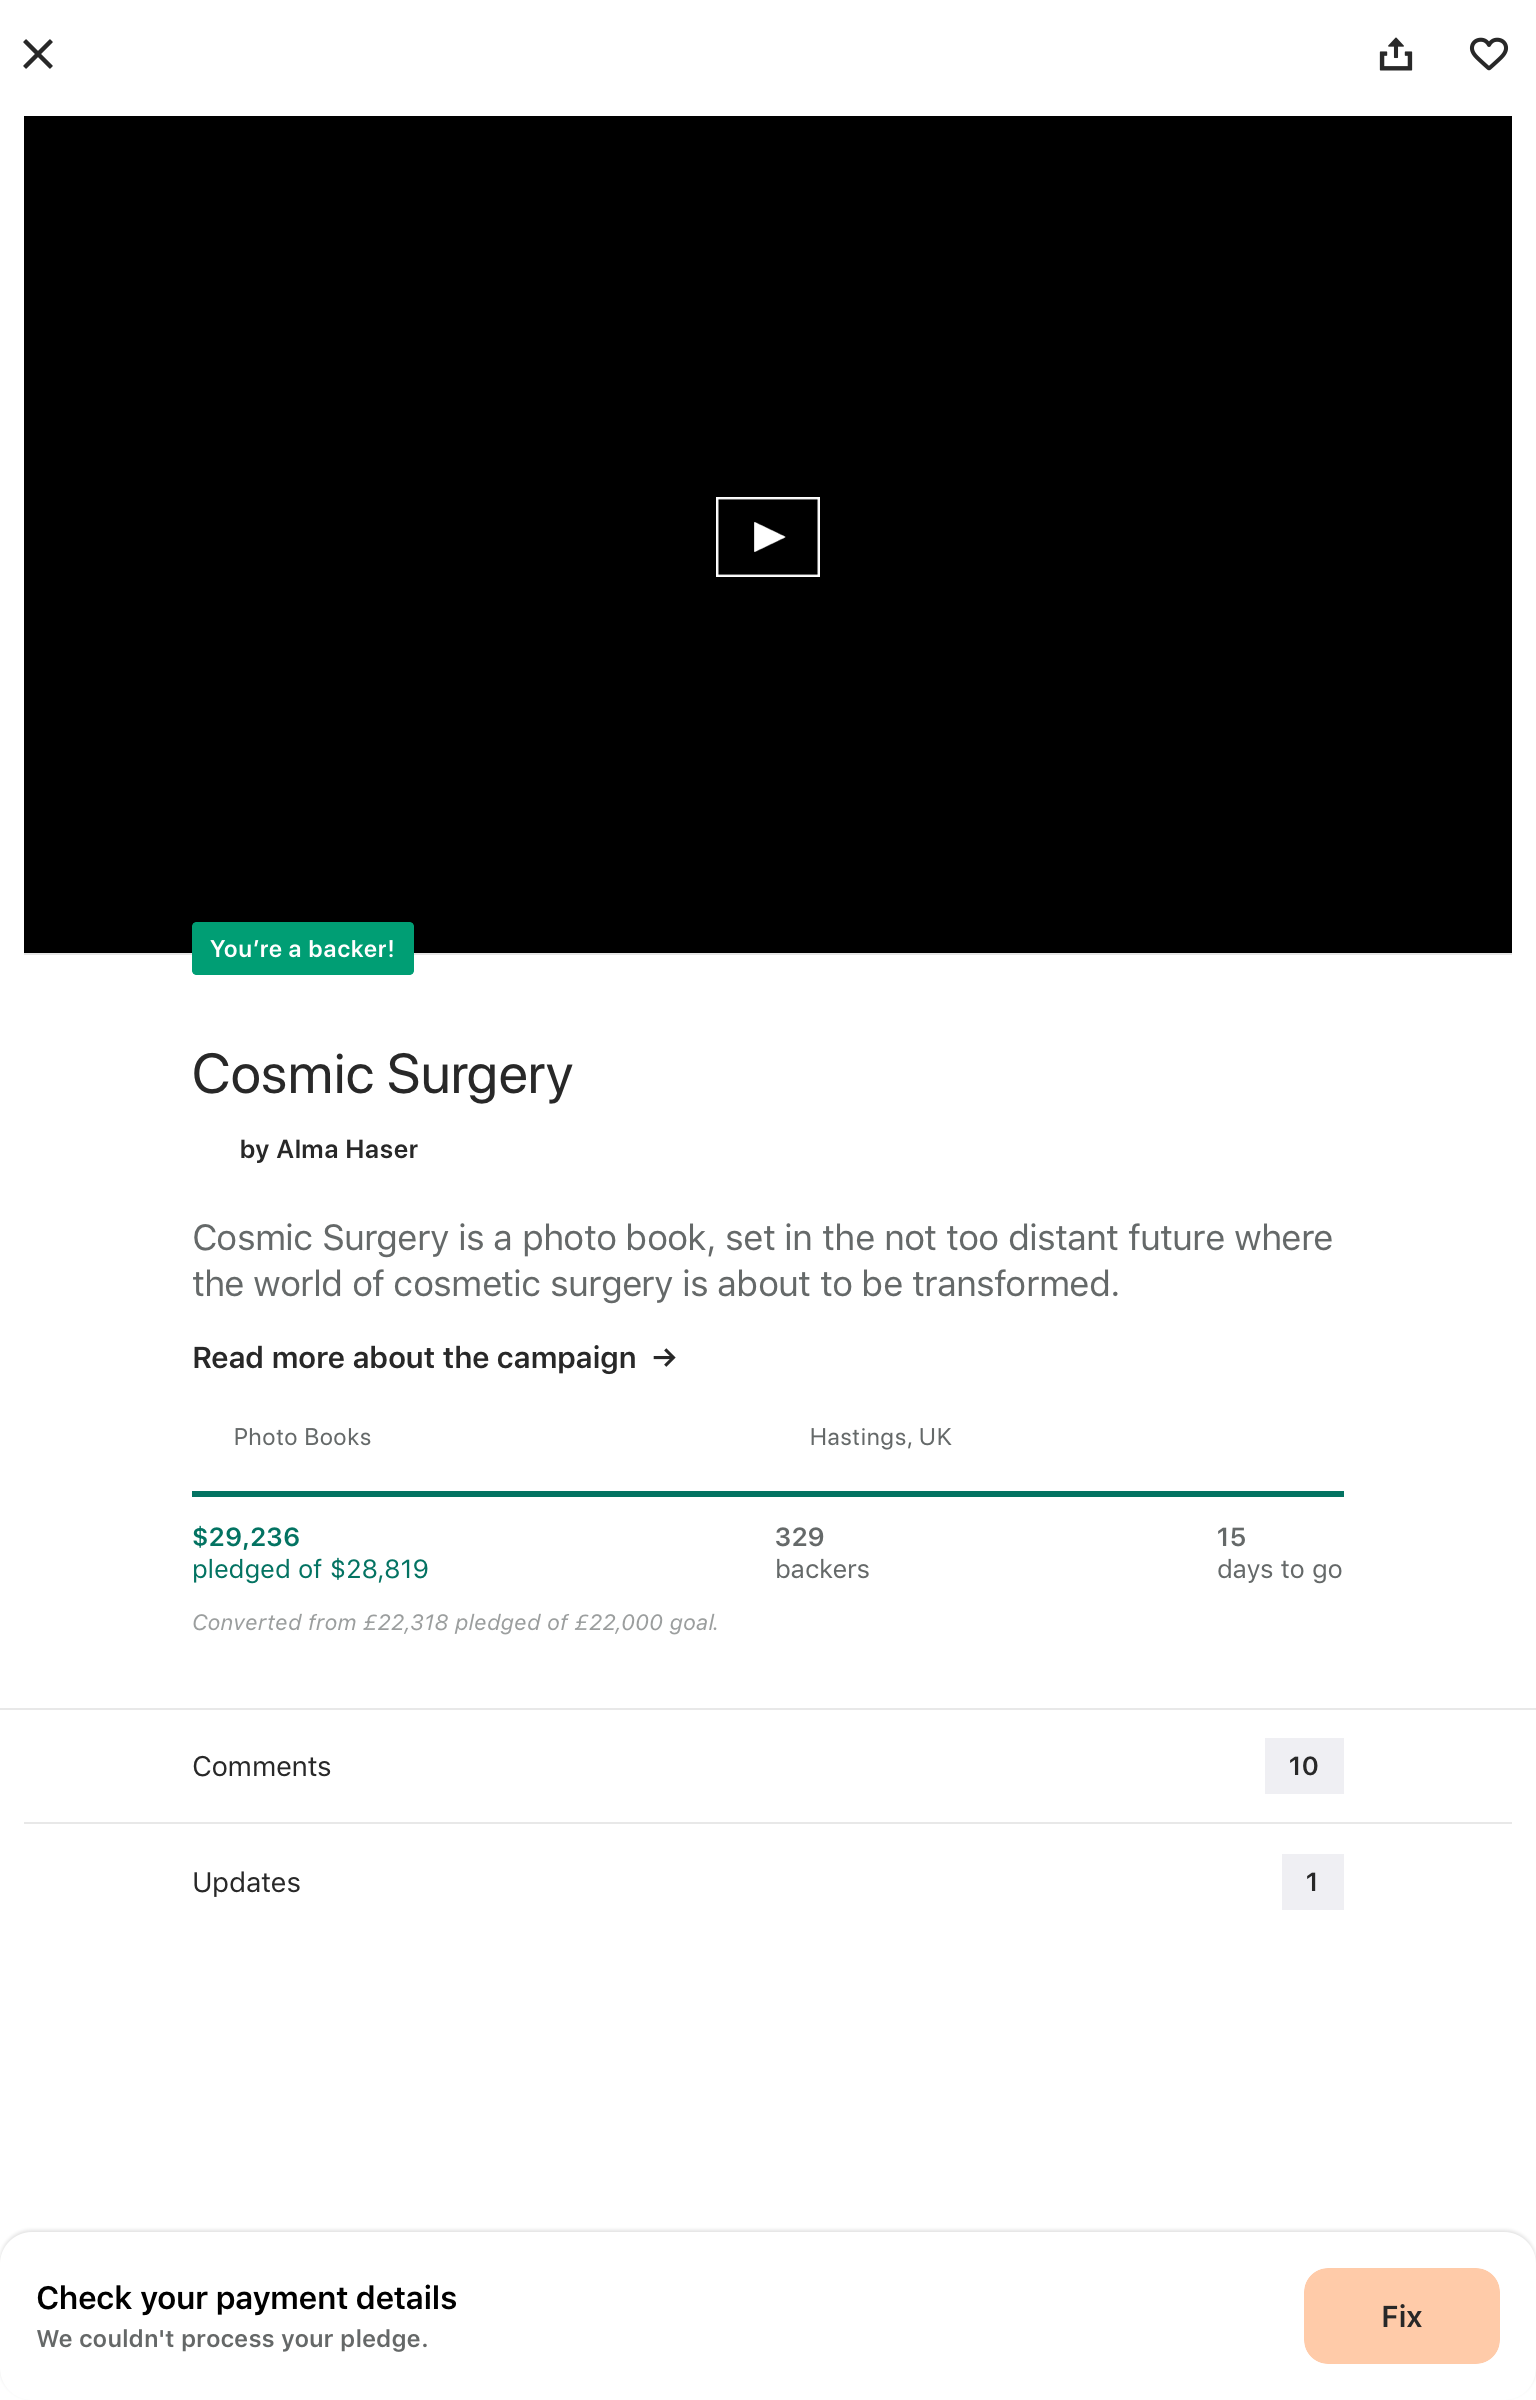 You’re a backer!
Cosmic Surgery
by Alma Haser
Cosmic Surgery is a photo book, set in the not too distant future where
the world of cosmetic surgery is about to be transformed.
Read more about the campaign →
Photo Books
Hastings, UK
$29,236
pledged of $28,819
329
backers
15
days to go
Converted from £22,318 pledged of £22,000 goal.
Comments
10
Updates
1
Check your payment details
We couldn't process your pledge.
Fix